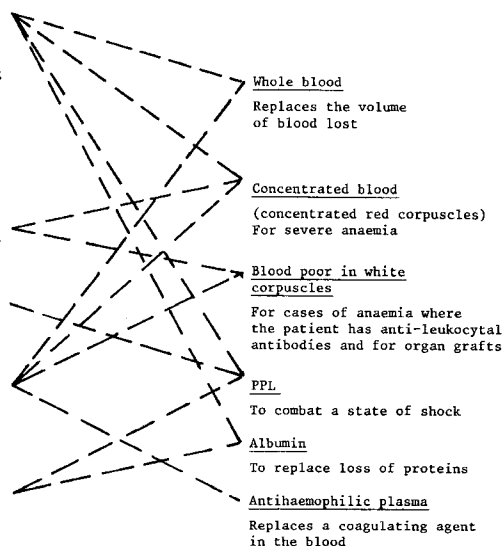 Whole blood
Replaces the volume
of blood lost
Concentrated blood
(concentrated red corpuscles)
For severe anaemia
Blood poor in white
corpuscles
For cases of anaemia where
the patient has anti-leukocytal
antibodies and for organ grafts
PPL
To combat a state of shock
Albumin
To replace loss of proteins
Antihaemophilic plasma
Replaces a coagulating agent
in the blood